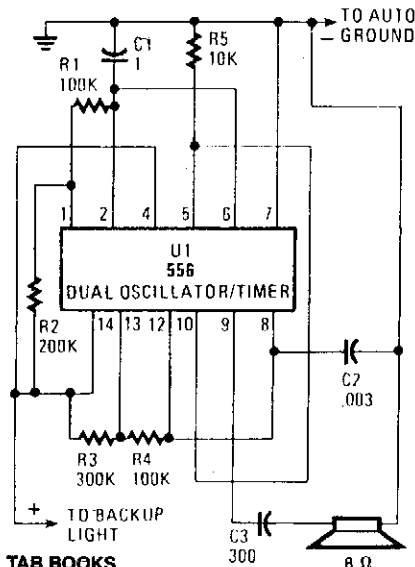 TO AUTO
– GROUND
C1
1
R1
100K
R5
10K
1 2 4 5 6 7
U1
556
DUAL OSCILLATOR/TIMER
14 13 12 10 9 8
R2
200K
C2
.003
R3
300K
R4
100K
+
TO BACKUP
LIGHT
C3
300
8 Ω
TAB BOOKS